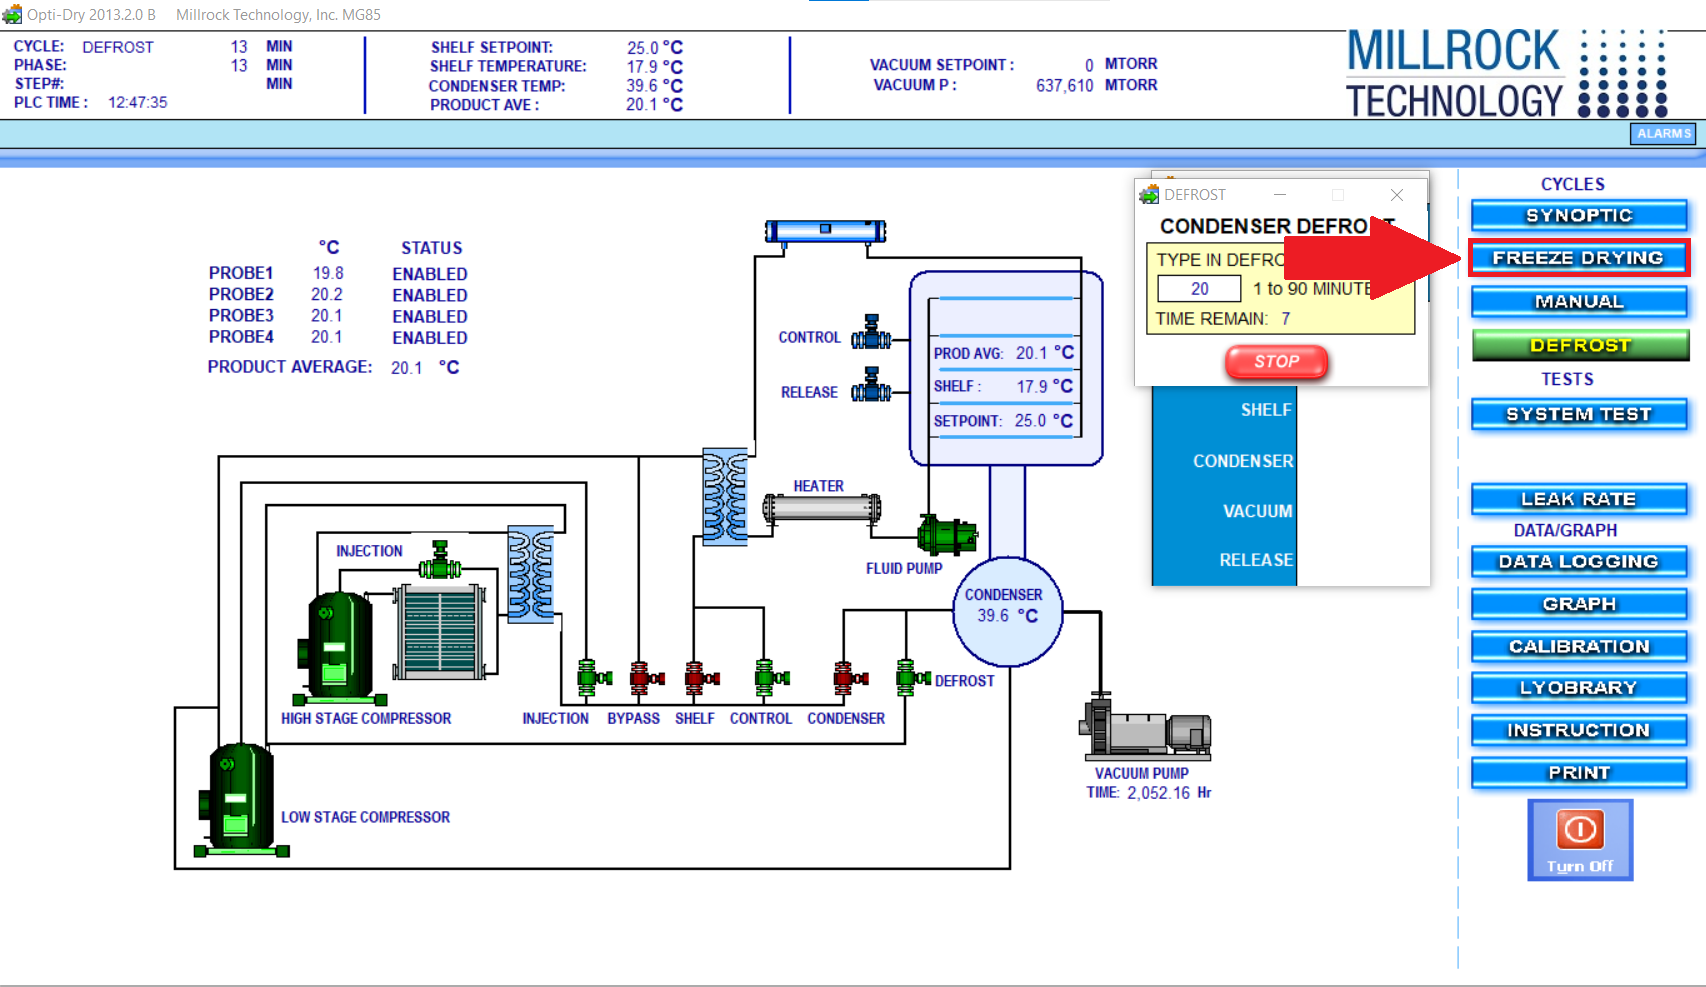 Opti-Dry 2013.2.0 B Millrock Technology, Inc. MG85
CYCLE: DEFROST 13 MIN
PHASE: 13 MIN
STEP#: MIN
PLC TIME : 12:47:35
SHELF SETPOINT: 25.0 °C
SHELF TEMPERATURE: 17.9 °C
CONDENSER TEMP: 39.6 °C
PRODUCT AVE : 20.1 °C
VACUUM SETPOINT : 0 MTORR
VACUUM P : 637,610 MTORR
MILLROCK
TECHNOLOGY
ALARMS
°C STATUS
PROBE1 19.8 ENABLED
PROBE2 20.2 ENABLED
PROBE3 20.1 ENABLED
PROBE4 20.1 ENABLED
PRODUCT AVERAGE: 20.1 °C
CONTROL
RELEASE
PROD AVG: 20.1 °C
SHELF : 17.9 °C
SETPOINT: 25.0 °C
HEATER
FLUID PUMP
INJECTION
CONDENSER
39.6 °C
DEFROST
HIGH STAGE COMPRESSOR
INJECTION BYPASS SHELF CONTROL CONDENSER
LOW STAGE COMPRESSOR
VACUUM PUMP
TIME: 2,052.16 Hr
DEFROST
CONDENSER DEFROST
TYPE IN DEFRO
20 1 to 90 MINUTE
TIME REMAIN: 7
STOP
SHELF
CONDENSER
VACUUM
RELEASE
CYCLES
SYNOPTIC
FREEZE DRYING
MANUAL
DEFROST
TESTS
SYSTEM TEST
LEAK RATE
DATA/GRAPH
DATA LOGGING
GRAPH
CALIBRATION
LYOBRARY
INSTRUCTION
PRINT
Turn Off